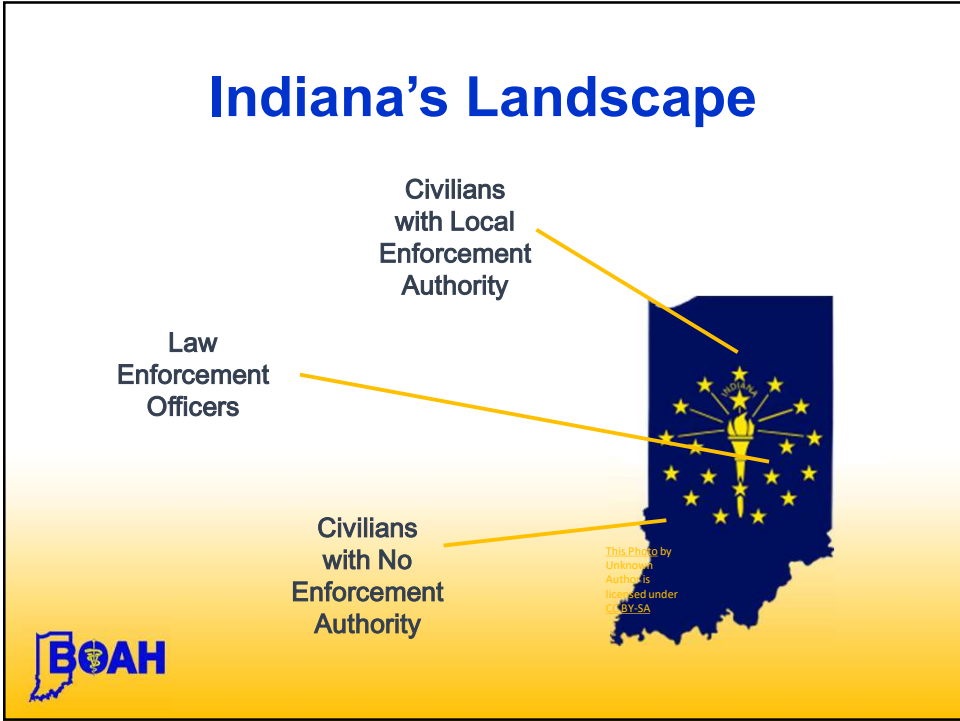 Indiana’s Landscape
Civilians
with Local
Enforcement
Authority
Law
Enforcement
Officers
Civilians
with No
Enforcement
Authority
INDIANA
This Photo by
Unknown
Author is
licensed under
CC BY-SA
BOAH